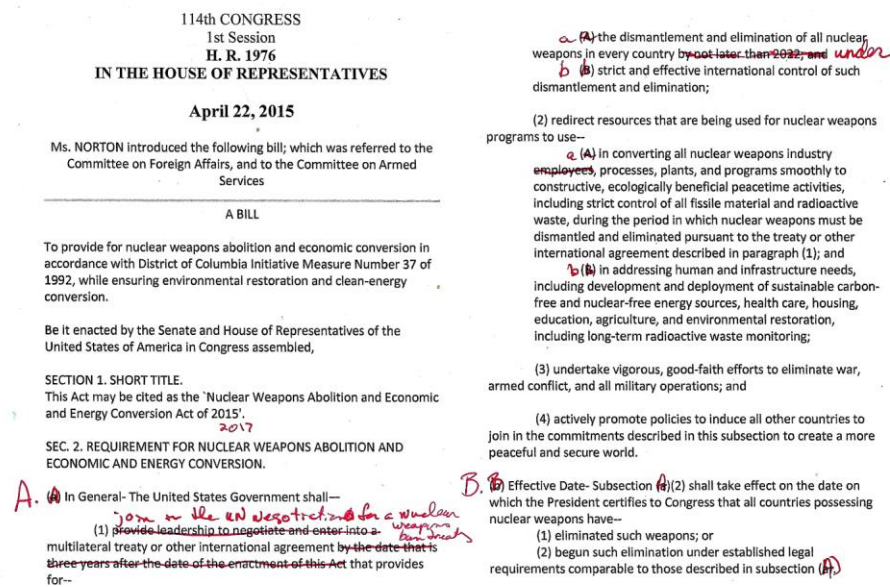 114th CONGRESS
1st Session
H. R. 1976
IN THE HOUSE OF REPRESENTATIVES
April 22, 2015
Ms. NORTON introduced the following bill; which was referred to the
Committee on Foreign Affairs, and to the Committee on Armed
Services
A BILL
To provide for nuclear weapons abolition and economic conversion in
accordance with District of Columbia Initiative Measure Number 37 of
1992, while ensuring environmental restoration and clean-energy
conversion.
Be it enacted by the Senate and House of Representatives of the
United States of America in Congress assembled,
SECTION 1. SHORT TITLE.
This Act may be cited as the `Nuclear Weapons Abolition and Economic
and Energy Conversion Act of 2015'.
2017
SEC. 2. REQUIREMENT FOR NUCLEAR WEAPONS ABOLITION AND
ECONOMIC AND ENERGY CONVERSION.
A. (A) In General- The United States Government shall—
join in the UN negotiations for a nuclear
weapons
ban treaty
(1) provide leadership to negotiate and enter into a
multilateral treaty or other international agreement by the date that is
three years after the date of the enactment of this Act that provides
for--
a (A) the dismantlement and elimination of all nuclear
weapons in every country by not later than 2022; and under
b (B) strict and effective international control of such
dismantlement and elimination;
(2) redirect resources that are being used for nuclear weapons
programs to use--
a (A) in converting all nuclear weapons industry
employees, processes, plants, and programs smoothly to
constructive, ecologically beneficial peacetime activities,
including strict control of all fissile material and radioactive
waste, during the period in which nuclear weapons must be
dismantled and eliminated pursuant to the treaty or other
international agreement described in paragraph (1); and
b (B) in addressing human and infrastructure needs,
including development and deployment of sustainable carbon-
free and nuclear-free energy sources, health care, housing,
education, agriculture, and environmental restoration,
including long-term radioactive waste monitoring;
(3) undertake vigorous, good-faith efforts to eliminate war,
armed conflict, and all military operations; and
(4) actively promote policies to induce all other countries to
join in the commitments described in this subsection to create a more
peaceful and secure world.
B. B (b) Effective Date- Subsection A (a)(2) shall take effect on the date on
which the President certifies to Congress that all countries possessing
nuclear weapons have--
(1) eliminated such weapons; or
(2) begun such elimination under established legal
requirements comparable to those described in subsection (A)